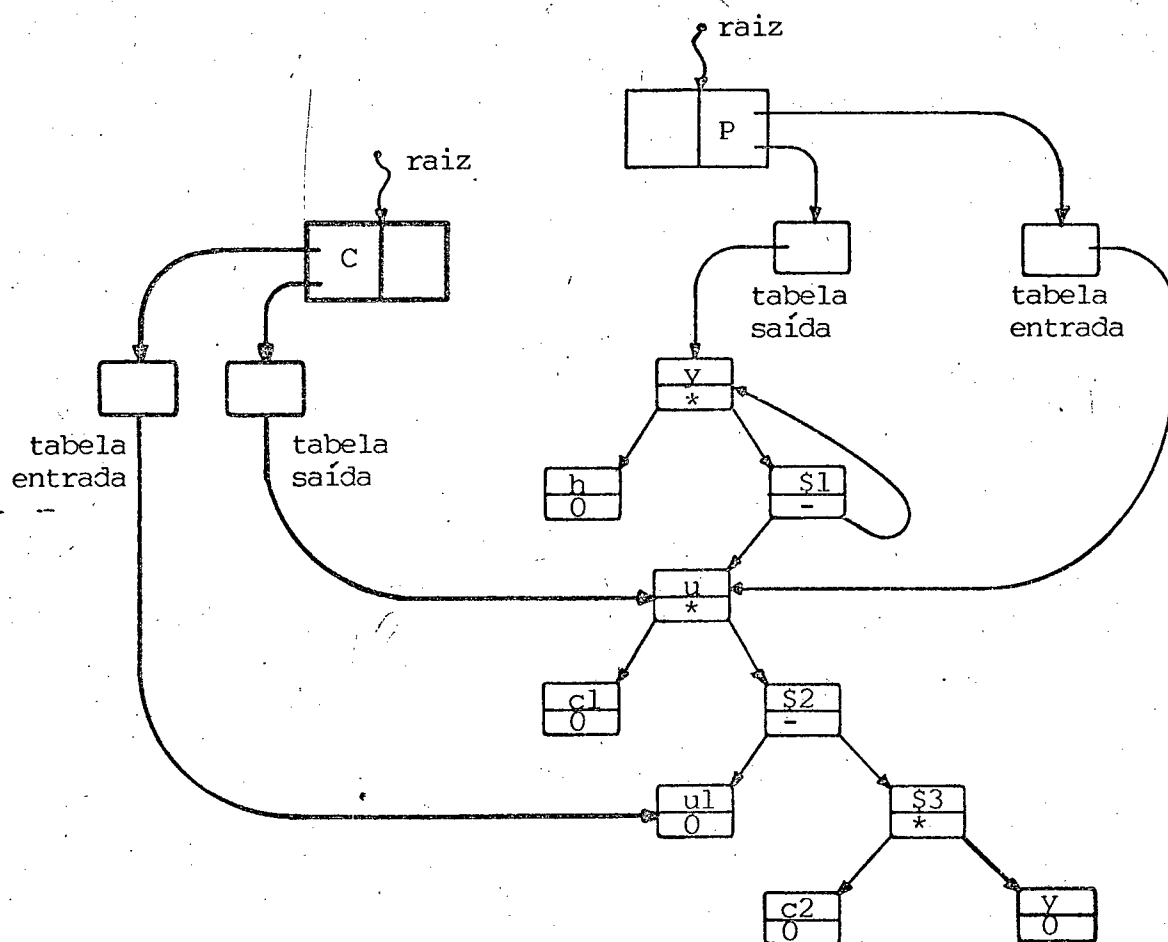 raiz
P
raiz
C
tabela
saída
tabela
entrada
y
*
tabela
entrada
tabela
saída
h
0
$1
-
u
*
c1
0
$2
-
u1
0
$3
*
c2
0
y
0